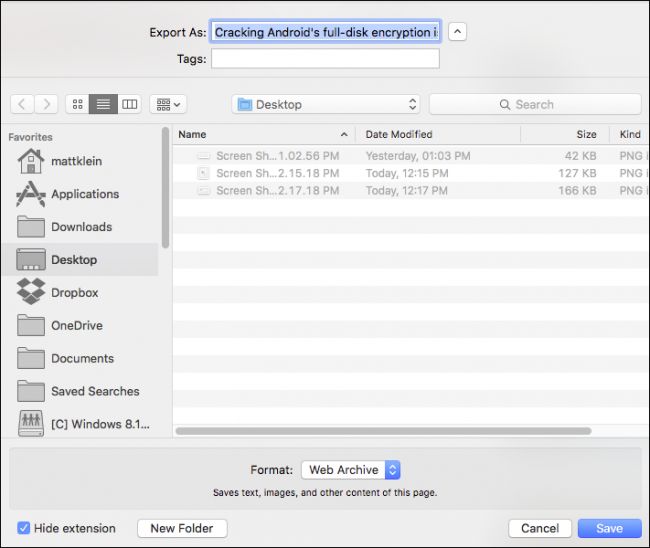 Export As: Cracking Android's full-disk encryption i
Tags:
Desktop
Search
Favorites
mattklein
Applications
Downloads
Desktop
Dropbox
OneDrive
Documents
Saved Searches
[C] Windows 8.1...
Name Date Modified Size Kind
Screen Sh...1.02.56 PM Yesterday, 01:03 PM 42 KB PNG i
Screen Sh...2.15.18 PM Today, 12:15 PM 127 KB PNG i
Screen Sh...2.17.18 PM Today, 12:17 PM 166 KB PNG i
Format: Web Archive
Saves text, images, and other content of this page.
Hide extension New Folder Cancel Save